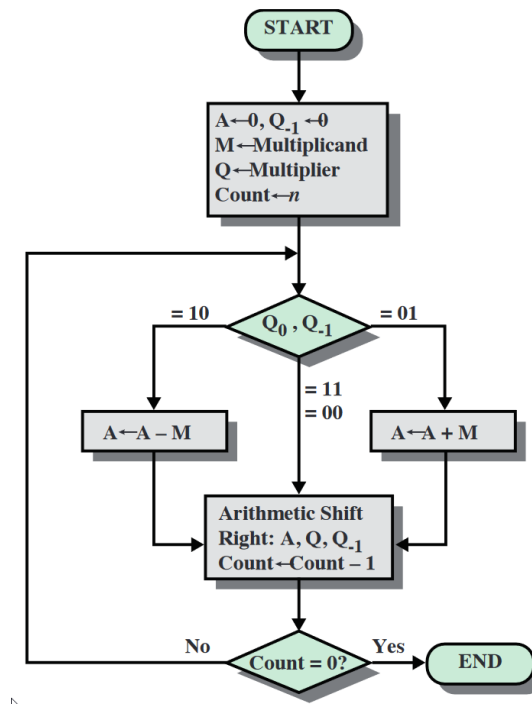 START
A←0, Q₋₁ ←0
M←Multiplicand
Q←Multiplier
Count←n
= 10
Q₀ , Q₋₁
= 01
= 11
= 00
A←A – M
A←A + M
Arithmetic Shift
Right: A, Q, Q₋₁
Count←Count – 1
No
Count = 0?
Yes
END